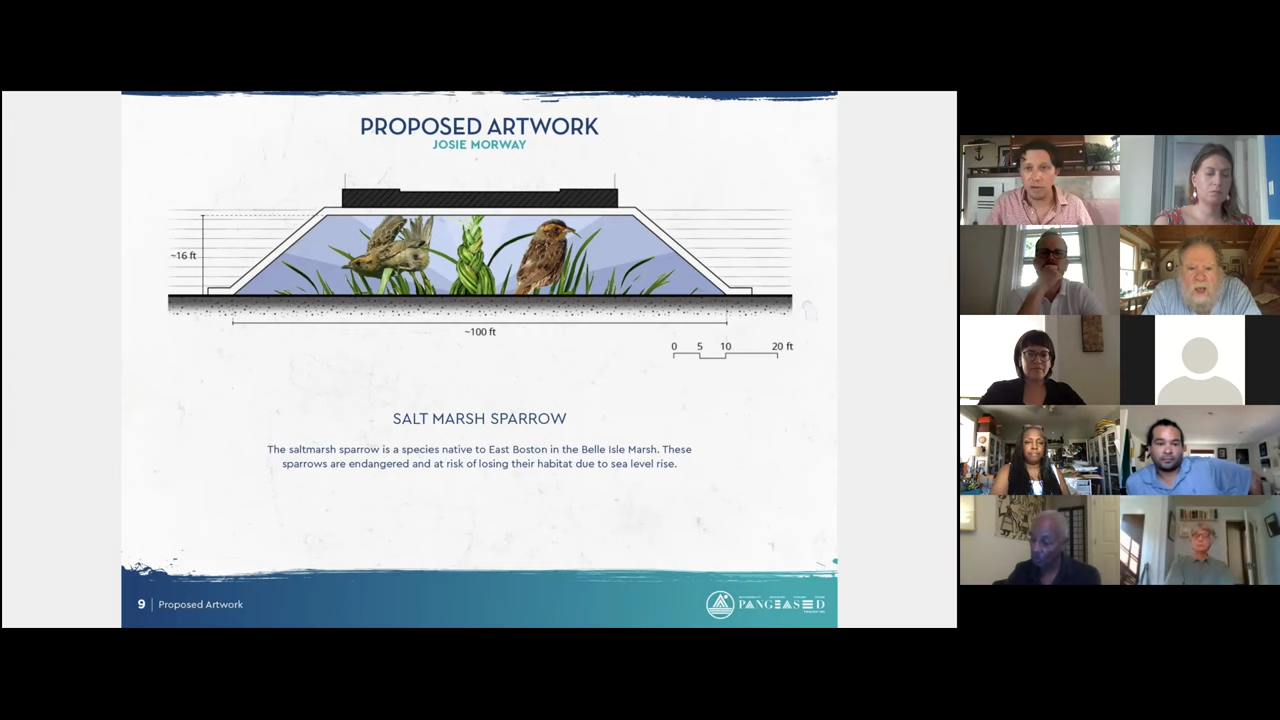 PROPOSED ARTWORK
JOSIE MORWAY
~16 ft
~100 ft
0 5 10 20 ft
SALT MARSH SPARROW
The saltmarsh sparrow is a species native to East Boston in the Belle Isle Marsh. These
sparrows are endangered and at risk of losing their habitat due to sea level rise.
9 | Proposed Artwork
PANGEASEED